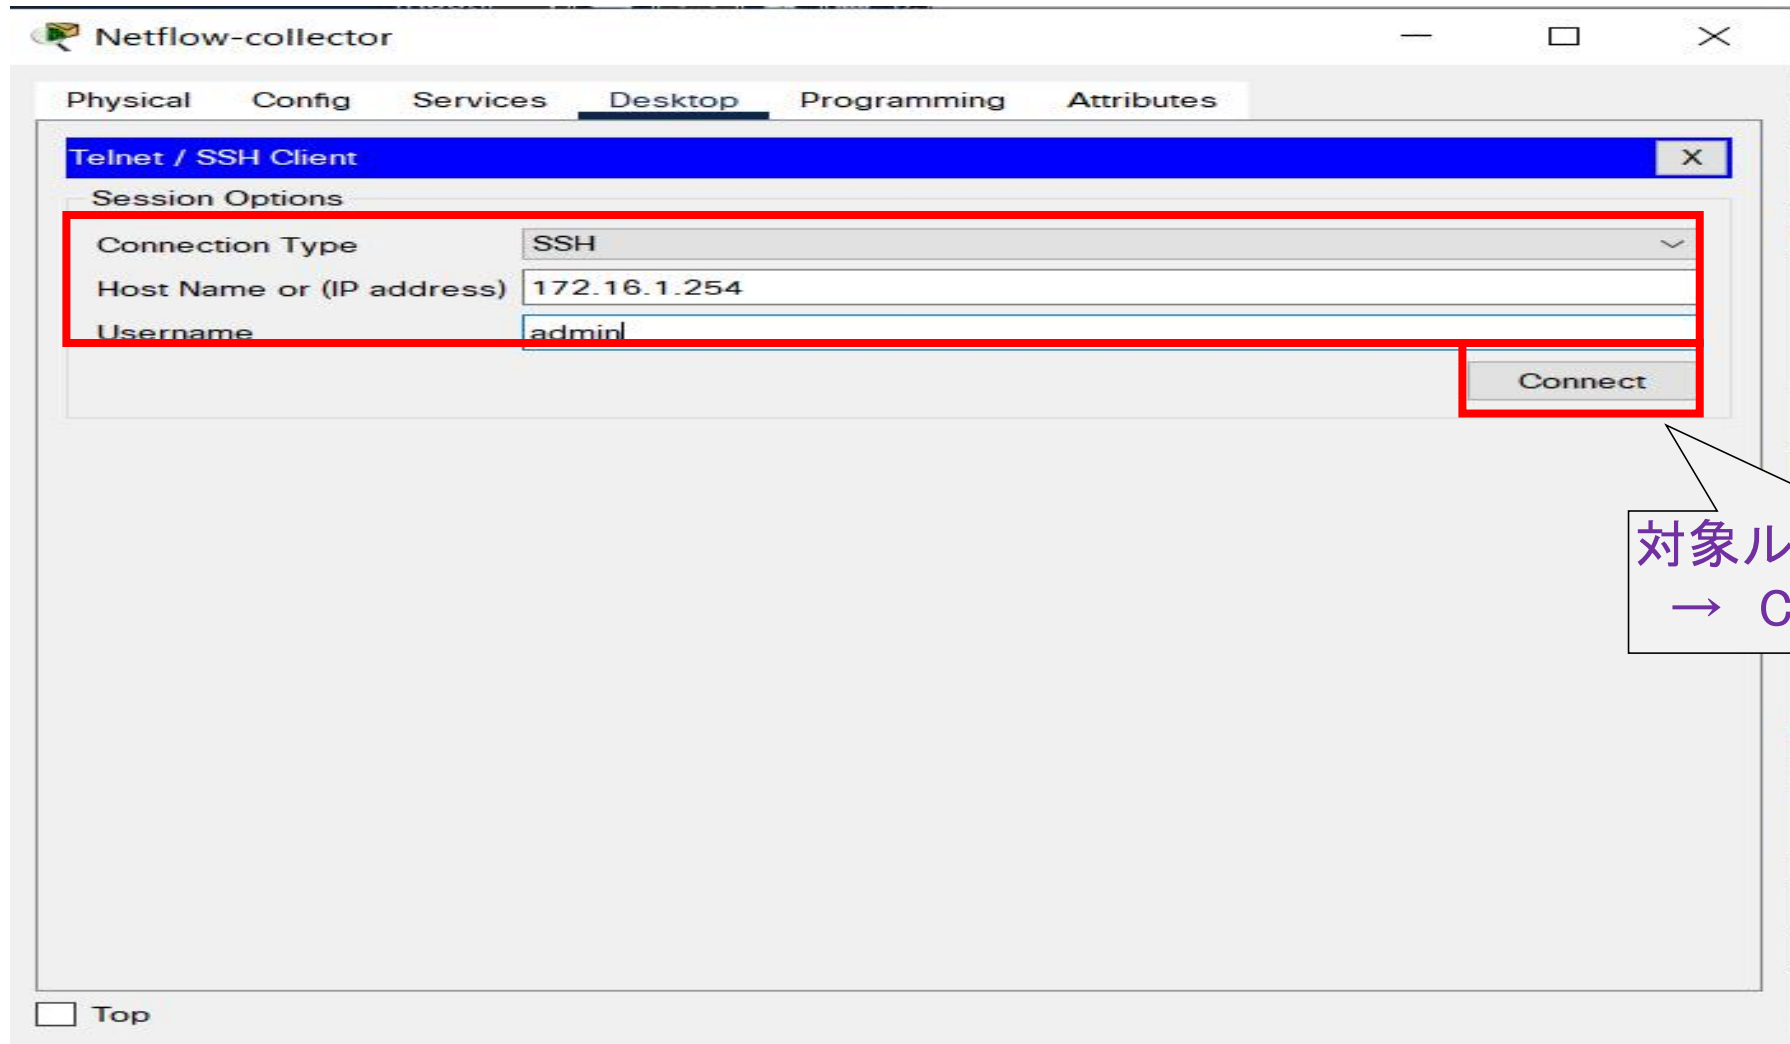 Netflow-collector
Physical Config Services Desktop Programming Attributes
Telnet / SSH Client X
Session Options
Connection Type SSH
Host Name or (IP address) 172.16.1.254
Username admin
Connect
対象ル
→ C
Top